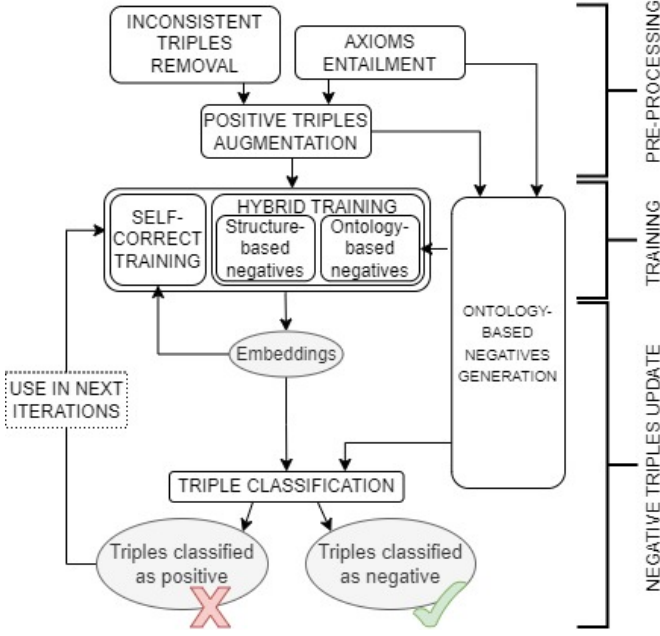 INCONSISTENT
TRIPLES
REMOVAL
AXIOMS
ENTAILMENT
POSITIVE TRIPLES
AUGMENTATION
PRE-PROCESSING
SELF-
CORRECT
TRAINING
HYBRID TRAINING
Structure-
based
negatives
Ontology-
based
negatives
TRAINING
ONTOLOGY-
BASED
NEGATIVES
GENERATION
Embeddings
USE IN NEXT
ITERATIONS
TRIPLE CLASSIFICATION
Triples classified
as positive
Triples classified
as negative
NEGATIVE TRIPLES UPDATE